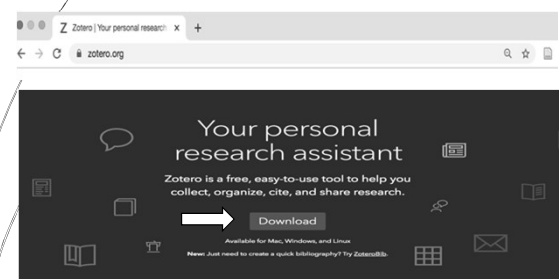 Z Zotero | Your personal research x +
zotero.org
Your personal
research assistant
Zotero is a free, easy-to-use tool to help you
collect, organize, cite, and share research.
Download
Available for Mac, Windows, and Linux
New: Just need to create a quick bibliography? Try ZoteroBib.